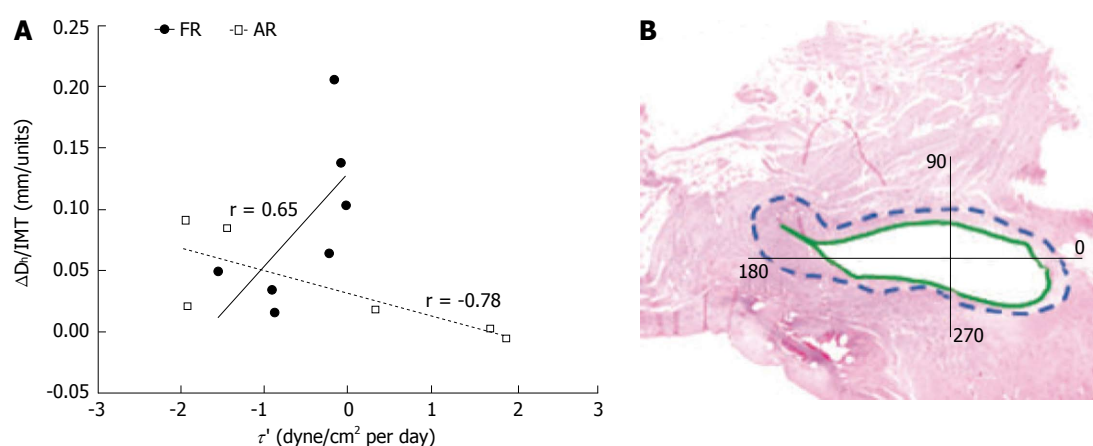 A
FR
AR
0.25
0.20
0.15
0.10
0.05
0.00
-0.05
ΔDₕ/IMT (mm/units)
r = 0.65
r = -0.78
-3 -2 -1 0 1 2 3
τ' (dyne/cm² per day)
B
90
0
180
270